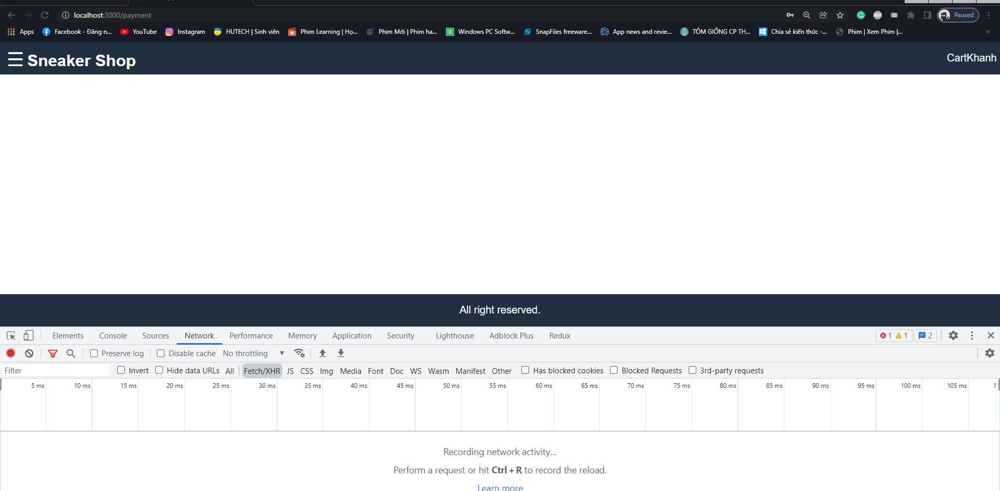 localhost:3000/payment
Paused
Apps Facebook - Đăng n... YouTube Instagram HUTECH | Sinh viên Phim Learning | Họ... Phim Mới | Phim ha... Windows PC Softw... SnapFiles freeware... App news and revie... TÔM GIỐNG CP TH... Chia sẻ kiến thức -... Phim | Xem Phim |... »
☰ Sneaker Shop CartKhanh
All right reserved.
Elements Console Sources Network Performance Memory Application Security Lighthouse Adblock Plus Redux 1 1 2
Preserve log Disable cache No throttling
Filter Invert Hide data URLs All Fetch/XHR JS CSS Img Media Font Doc WS Wasm Manifest Other Has blocked cookies Blocked Requests 3rd-party requests
5 ms 10 ms 15 ms 20 ms 25 ms 30 ms 35 ms 40 ms 45 ms 50 ms 55 ms 60 ms 65 ms 70 ms 75 ms 80 ms 85 ms 90 ms 95 ms 100 ms 105 ms
Recording network activity...
Perform a request or hit Ctrl + R to record the reload.
Learn more